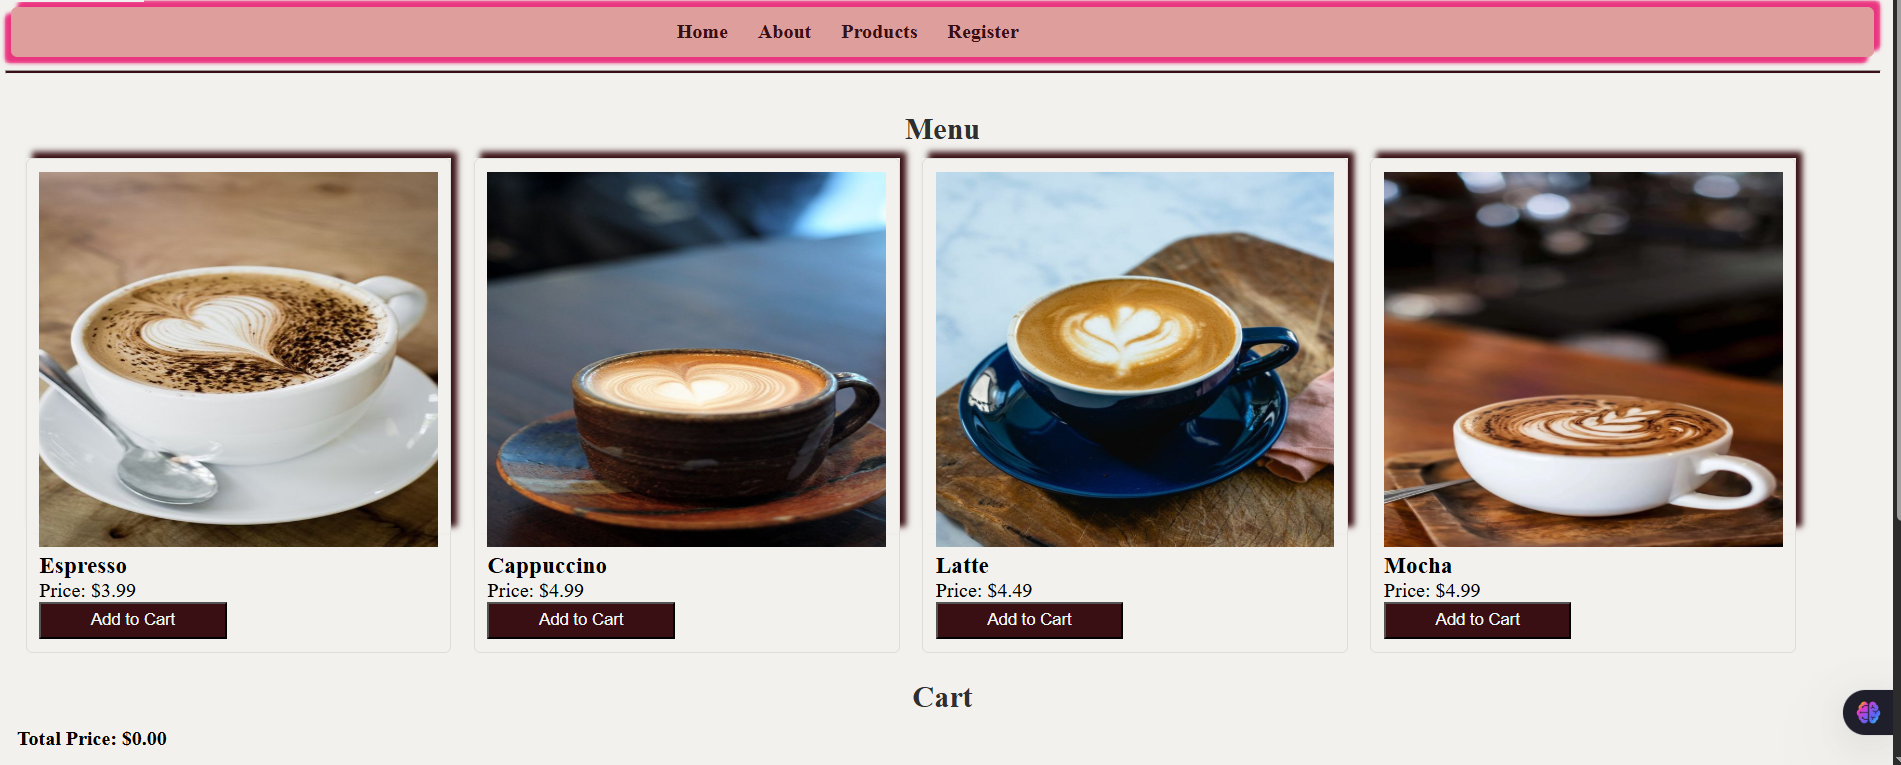 Home About Products Register
Menu
Espresso
Price: $3.99
Add to Cart
Cappuccino
Price: $4.99
Add to Cart
Latte
Price: $4.49
Add to Cart
Mocha
Price: $4.99
Add to Cart
Cart
Total Price: $0.00